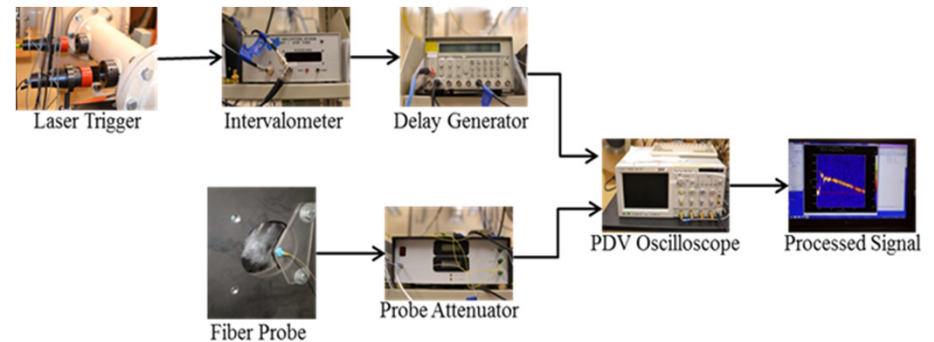 Laser Trigger
Intervalometer
Delay Generator
PDV Oscilloscope
Processed Signal
Fiber Probe
Probe Attenuator